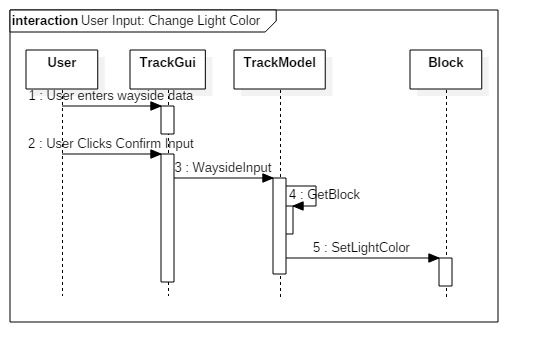 interaction User Input: Change Light Color
User TrackGui TrackModel Block
1 : User enters wayside data
2 : User Clicks Confirm Input
3 : WaysideInput
4 : GetBlock
5 : SetLightColor